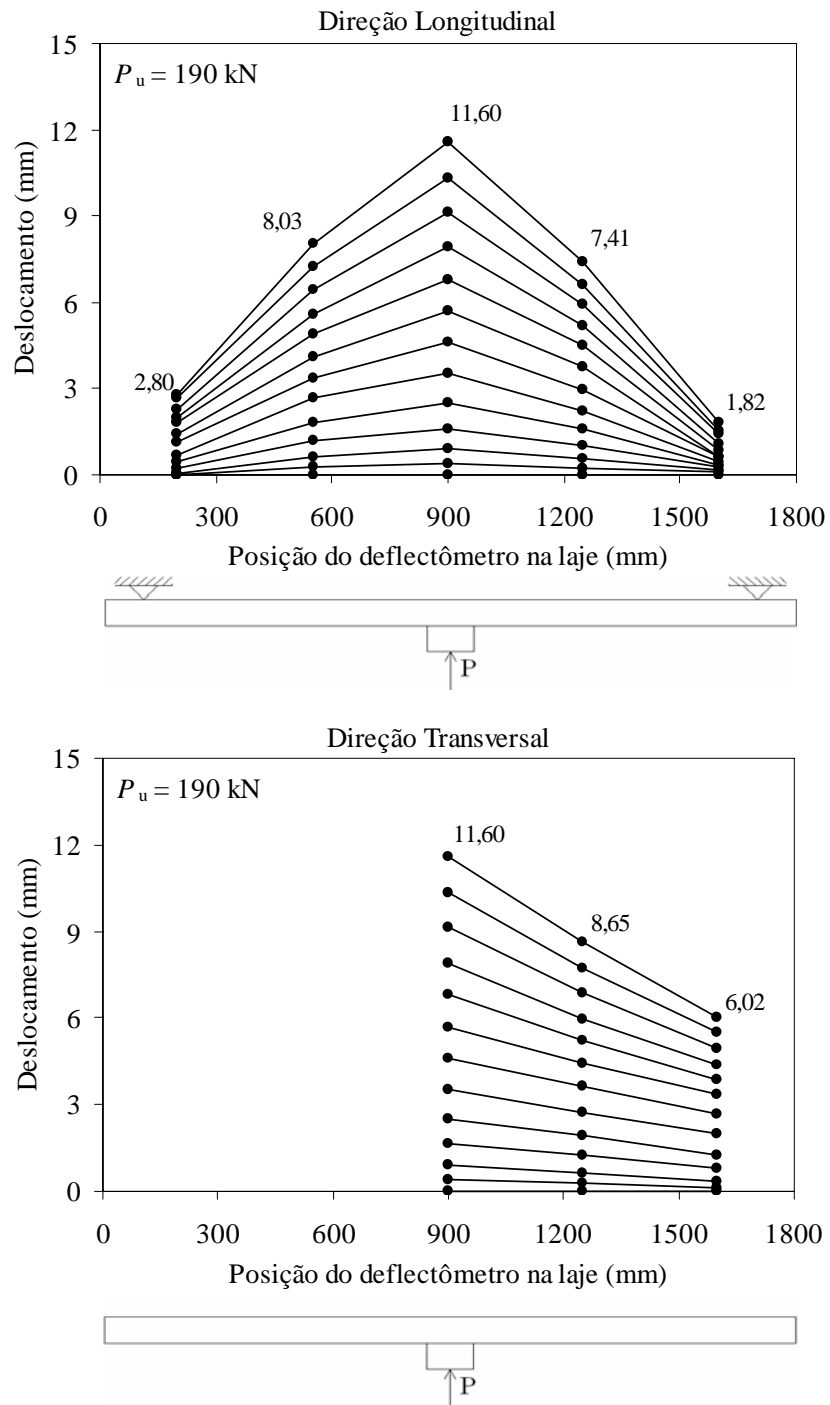 Direção Longitudinal
15
P u = 190 kN
11,60
12
8,03
9
7,41
6
3
2,80
1,82
0
Deslocamento (mm)
0 300 600 900 1200 1500 1800
Posição do deflectômetro na laje (mm)
P
Direção Transversal
15
P u = 190 kN
11,60
12
8,65
9
6,02
6
3
0
Deslocamento (mm)
0 300 600 900 1200 1500 1800
Posição do deflectômetro na laje (mm)
P